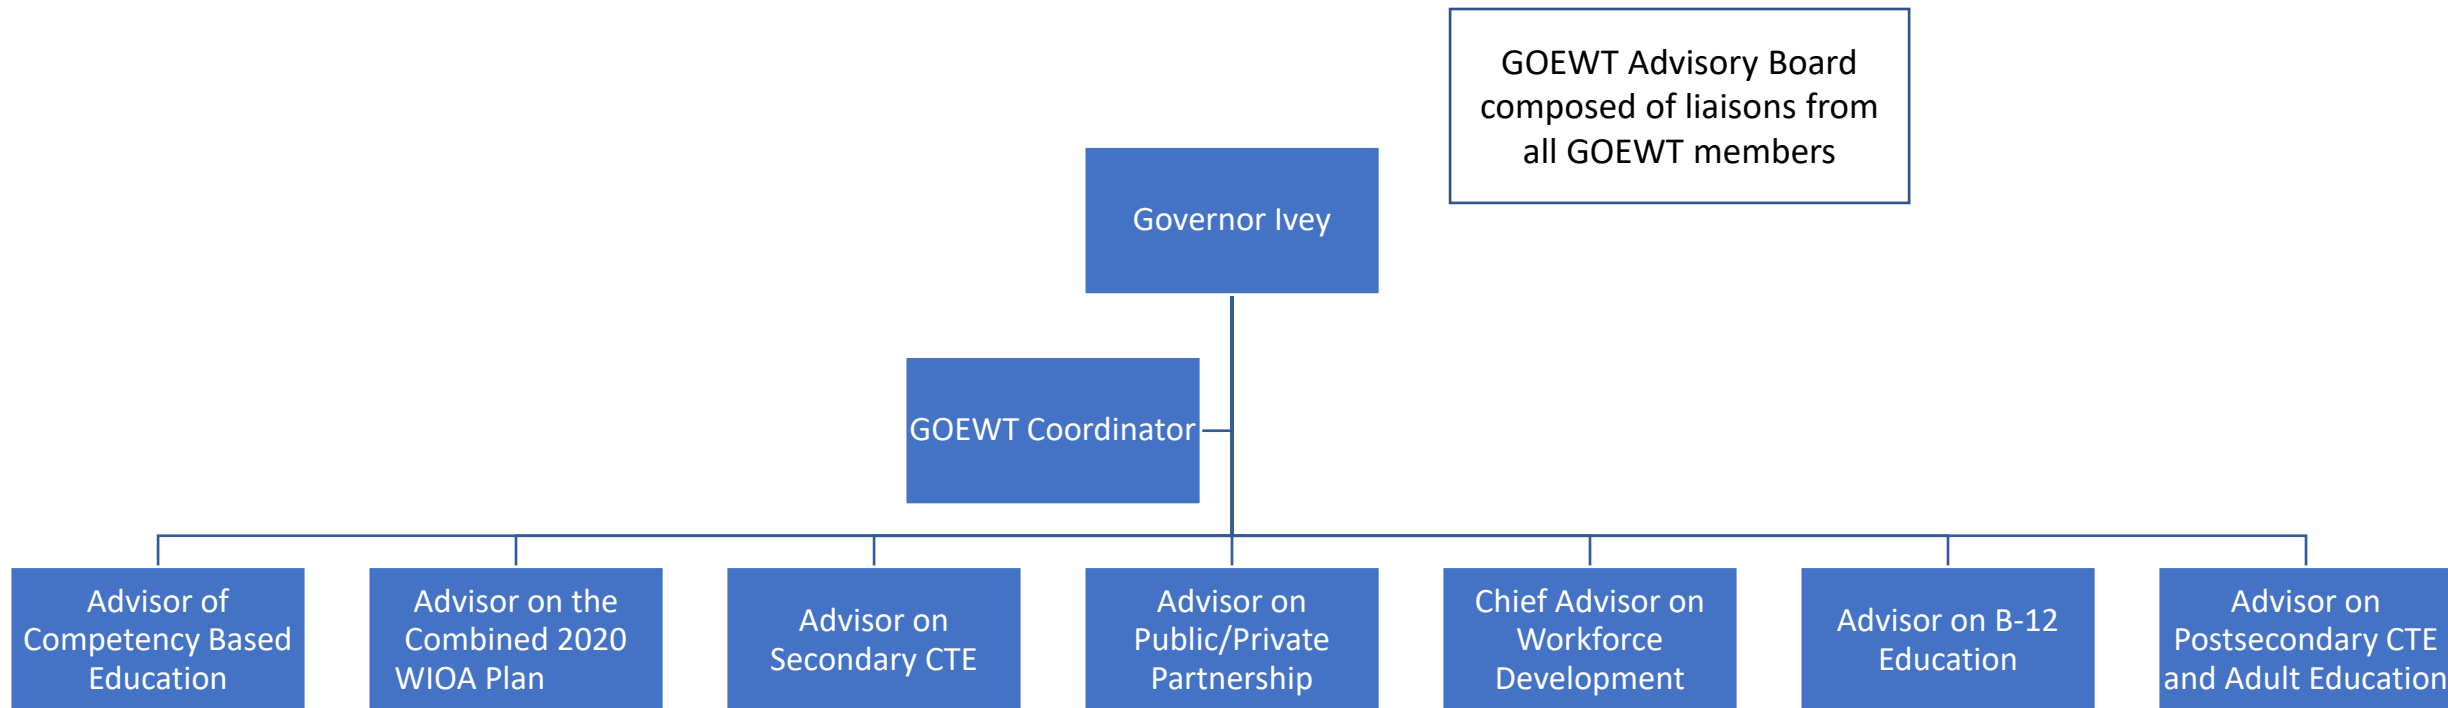 GOEWT Advisory Board
composed of liaisons from
all GOEWT members
Governor Ivey
GOEWT Coordinator
Advisor of
Competency Based
Education
Advisor on the
Combined 2020
WIOA Plan
Advisor on
Secondary CTE
Advisor on
Public/Private
Partnership
Chief Advisor on
Workforce
Development
Advisor on B-12
Education
Advisor on
Postsecondary CTE
and Adult Education